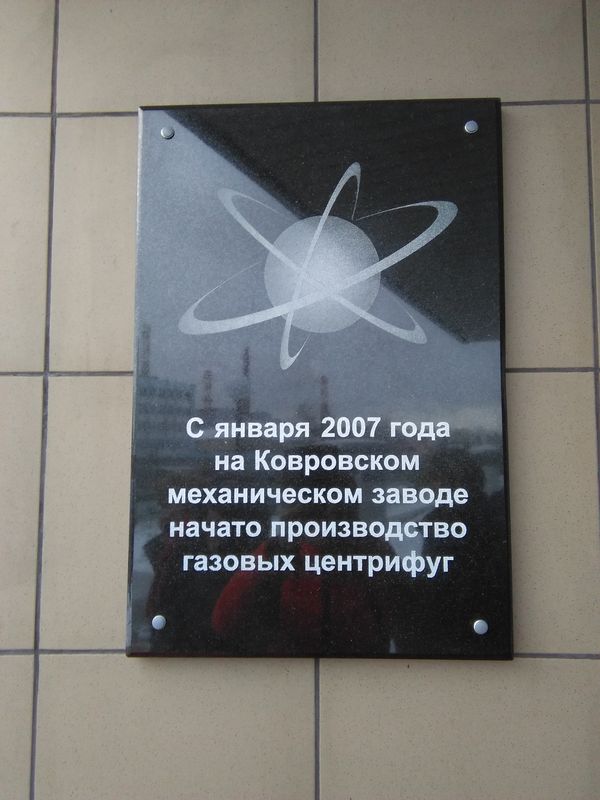 С января 2007 года
на Ковровском
механическом заводе
начато производство
газовых центрифуг